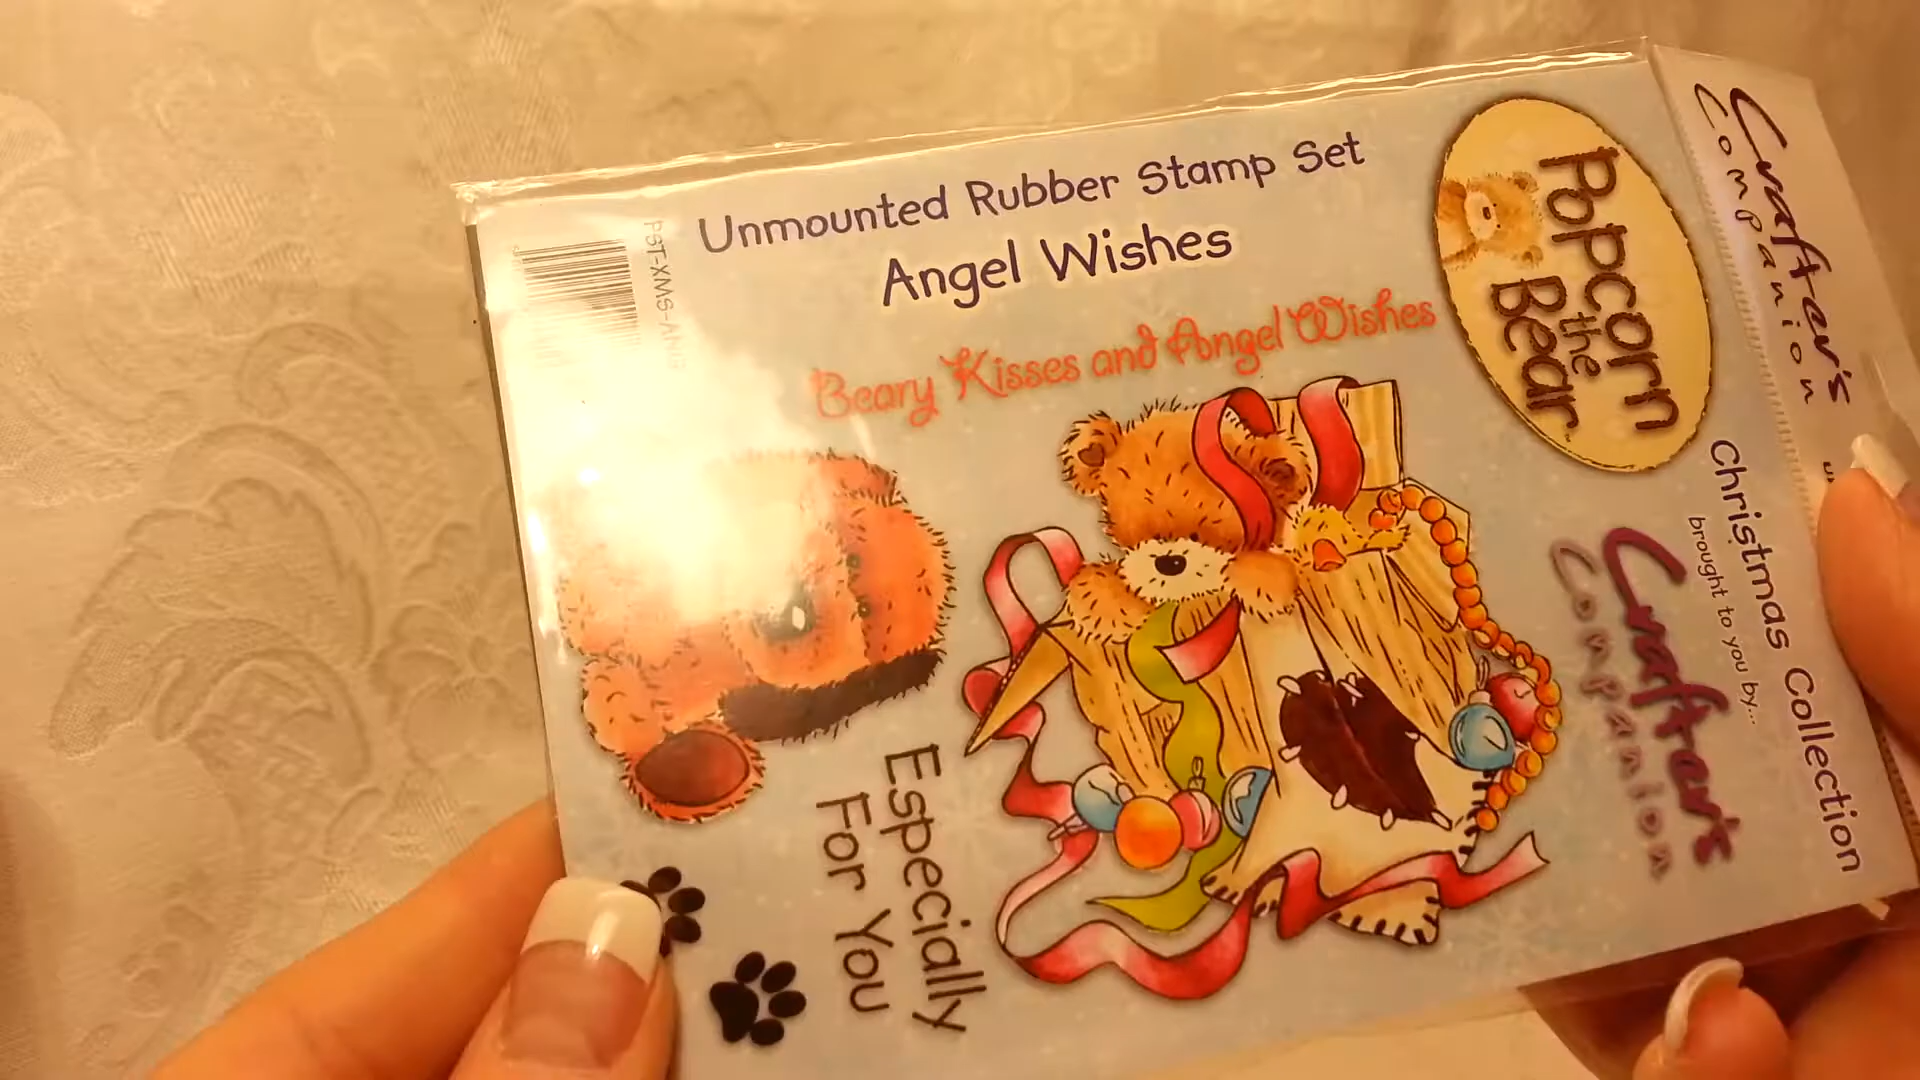 Unmounted Rubber Stamp Set
Angel Wishes
Beary Kisses and Angel Wishes
Especially
For You
Popcorn
the
Bear
Christmas Collection
brought to you by...
Crafter's
Companion
Crafter's
Companion